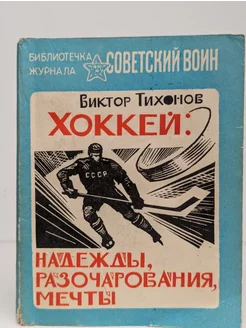 БИБЛИОТЕЧКА
ЖУРНАЛА
СОВЕТСКИЙ ВОИН
ВИКТОР ТИХОНОВ
ХОККЕЙ:
СССР
НАДЕЖДЫ,
РАЗОЧАРОВАНИЯ,
МЕЧТЫ